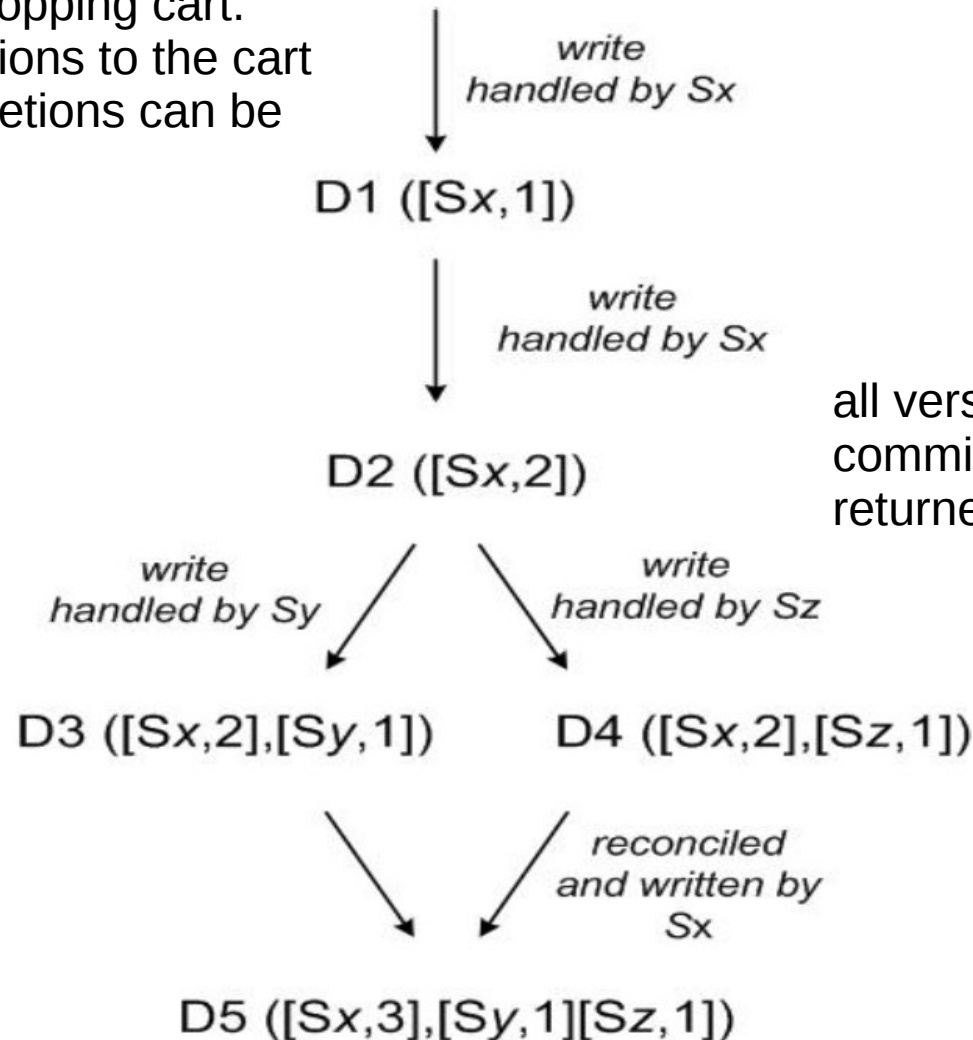 opping cart.
ions to the cart
etions can be
write
handled by Sx
D1 ([Sx,1])
write
handled by Sx
all vers
commi
returne
D2 ([Sx,2])
write
handled by Sy
write
handled by Sz
D3 ([Sx,2],[Sy,1])
D4 ([Sx,2],[Sz,1])
reconciled
and written by
Sx
D5 ([Sx,3],[Sy,1][Sz,1])